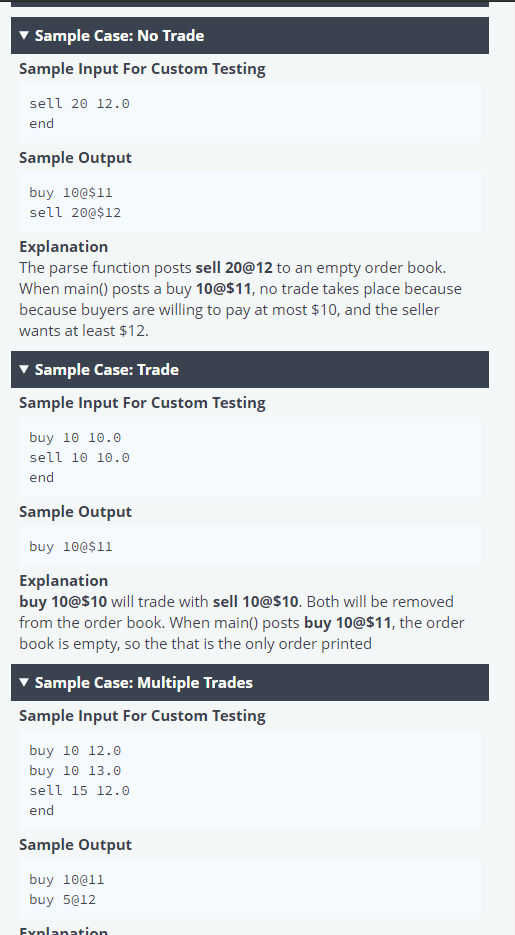 ▼ Sample Case: No Trade
Sample Input For Custom Testing
sell 20 12.0
end
Sample Output
buy 10@$11
sell 20@$12
Explanation
The parse function posts sell 20@12 to an empty order book.
When main() posts a buy 10@$11, no trade takes place because
because buyers are willing to pay at most $10, and the seller
wants at least $12.
▼ Sample Case: Trade
Sample Input For Custom Testing
buy 10 10.0
sell 10 10.0
end
Sample Output
buy 10@$11
Explanation
buy 10@$10 will trade with sell 10@$10. Both will be removed
from the order book. When main() posts buy 10@$11, the order
book is empty, so the that is the only order printed
▼ Sample Case: Multiple Trades
Sample Input For Custom Testing
buy 10 12.0
buy 10 13.0
sell 15 12.0
end
Sample Output
buy 10@11
buy 5@12
Explanation